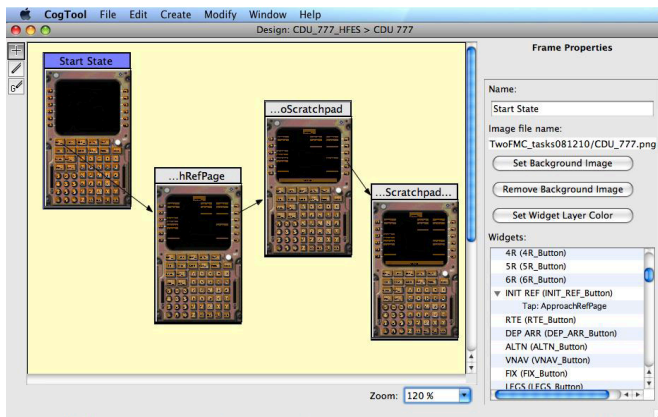 CogTool File Edit Create Modify Window Help
Design: CDU_777_HFES > CDU 777
Start State
...hRefPage
...oScratchpad
...Scratchpad...
Zoom: 120 %
Frame Properties
Name:
Start State
Image file name:
TwoFMC_tasks081210/CDU_777.png
Set Background Image
Remove Background Image
Set Widget Layer Color
Widgets:
4R (4R_Button)
5R (5R_Button)
6R (6R_Button)
INIT REF (INIT_REF_Button)
Tap: ApproachRefPage
RTE (RTE_Button)
DEP ARR (DEP_ARR_Button)
ALTN (ALTN_Button)
VNAV (VNAV_Button)
FIX (FIX_Button)
LEGS (LEGS_Button)